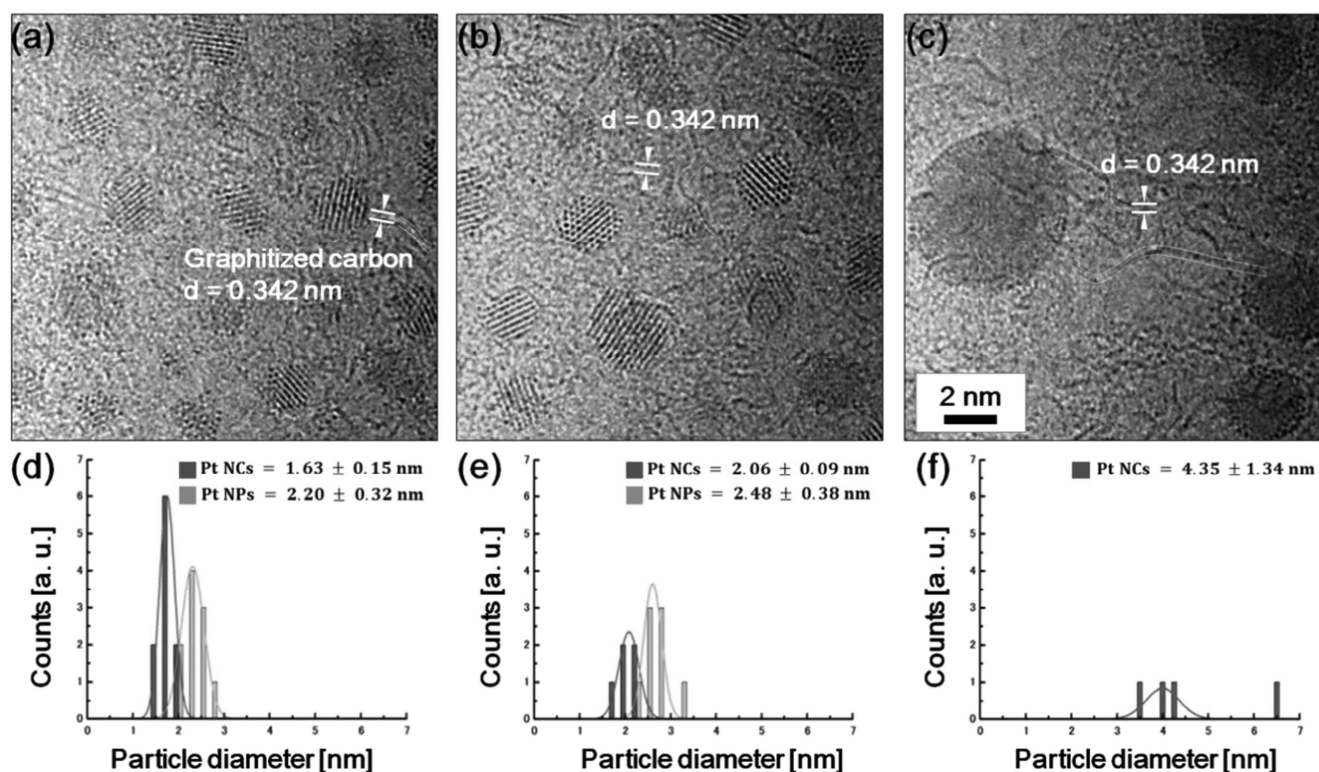 (a)
Graphitized carbon
d = 0.342 nm
(b)
d = 0.342 nm
(c)
d = 0.342 nm
2 nm
(d)
Pt NCs = 1.63 ± 0.15 nm
Pt NPs = 2.20 ± 0.32 nm
Counts [a. u.]
7
6
5
4
3
2
1
0
0 1 2 3 4 5 6 7
Particle diameter [nm]
(e)
Pt NCs = 2.06 ± 0.09 nm
Pt NPs = 2.48 ± 0.38 nm
Counts [a. u.]
7
6
5
4
3
2
1
0
0 1 2 3 4 5 6 7
Particle diameter [nm]
(f)
Pt NCs = 4.35 ± 1.34 nm
Counts [a. u.]
7
6
5
4
3
2
1
0
0 1 2 3 4 5 6 7
Particle diameter [nm]